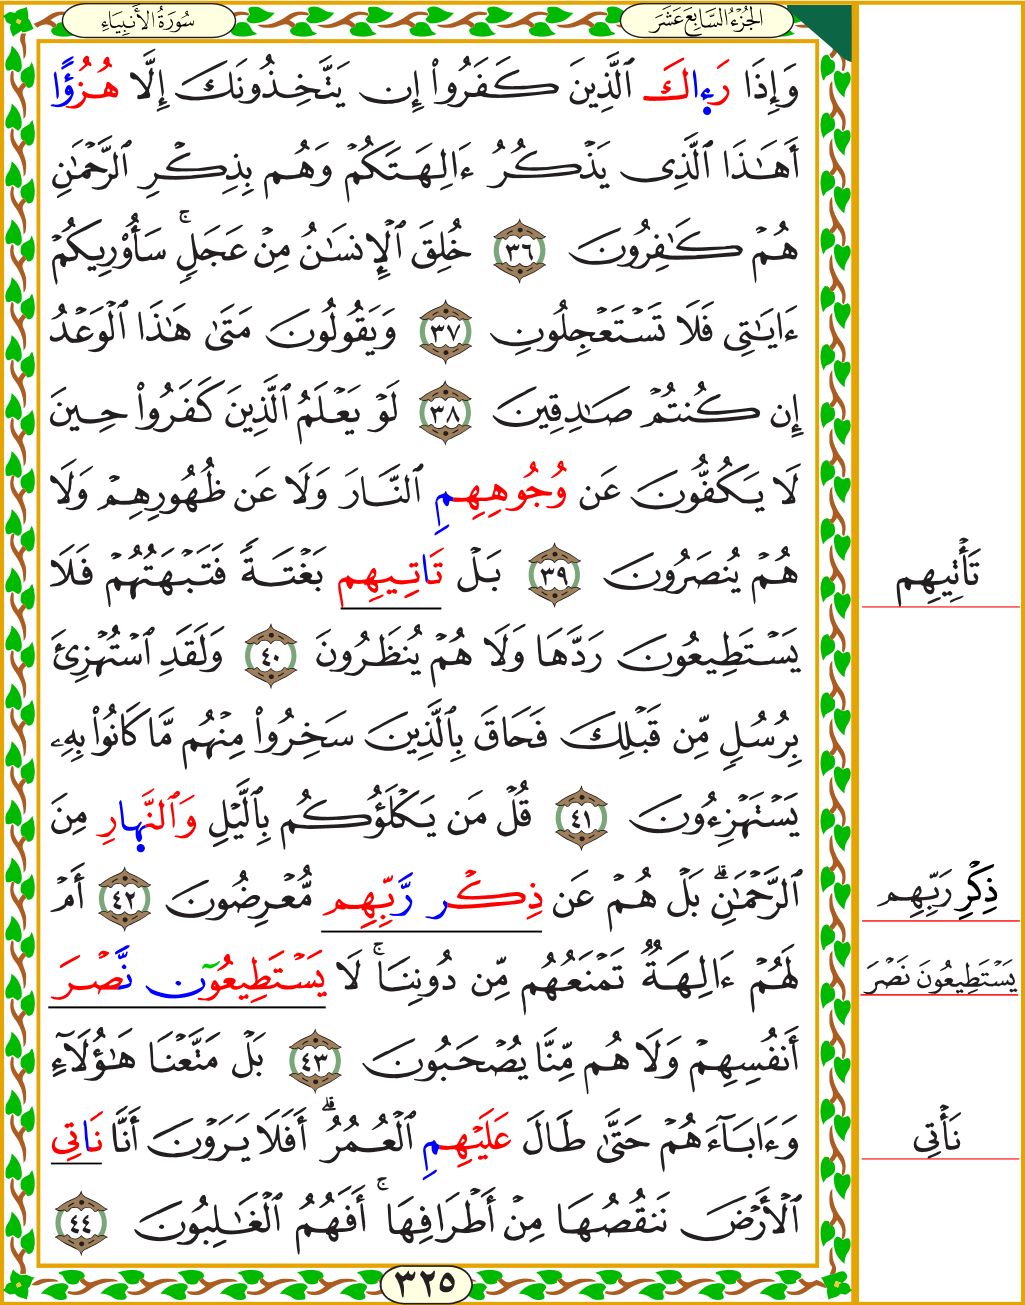 سُورَةُ الأَنبِيَاءِ
الجُزْءُ السَّابِعَ عَشَرَ
وَإِذَا رَءِاكَ ٱلَّذِينَ كَفَرُواْ إِن يَتَّخِذُونَكَ إِلَّا هُزُؤًا
أَهَٰذَا ٱلَّذِى يَذْكُرُ ءَالِهَتَكُمْ وَهُم بِذِكْرِ ٱلرَّحْمَٰنِ
هُمْ كَٰفِرُونَ ٣٦ خُلِقَ ٱلْإِنسَٰنُ مِنْ عَجَلٍۚ سَأُوْرِيكُمْ
ءَايَٰتِى فَلَا تَسْتَعْجِلُونِ ٣٧ وَيَقُولُونَ مَتَىٰ هَٰذَا ٱلْوَعْدُ
إِن كُنتُمْ صَٰدِقِينَ ٣٨ لَوْ يَعْلَمُ ٱلَّذِينَ كَفَرُواْ حِينَ
لَا يَكُفُّونَ عَن وُجُوهِهِمِ ٱلنَّارَ وَلَا عَن ظُهُورِهِمْ وَلَا
هُمْ يُنصَرُونَ ٣٩ بَلْ تَاتِيهِم بَغْتَةً فَتَبْهَتُهُمْ فَلَا
تَأْتِيهِم
يَسْتَطِيعُونَ رَدَّهَا وَلَا هُمْ يُنظَرُونَ ٤٠ وَلَقَدِ ٱسْتُهْزِئَ
بِرُسُلٍ مِّن قَبْلِكَ فَحَاقَ بِٱلَّذِينَ سَخِرُواْ مِنْهُم مَّا كَانُواْ بِهِۦ
يَسْتَهْزِءُونَ ٤١ قُلْ مَن يَكْلَؤُكُم بِٱلَّيْلِ وَٱلنَّهِارِ مِنَ
ٱلرَّحْمَٰنِۗ بَلْ هُمْ عَن ذِكْر رَّبِّهِم مُّعْرِضُونَ ٤٢ أَمْ
ذِكْرِ رَبِّهِم
لَهُمْ ءَالِهَةٌ تَمْنَعُهُم مِّن دُونِنَاۚ لَا يَسْتَطِيعُون نَّصْرَ
يَسْتَطِيعُونَ نَصْرَ
أَنفُسِهِمْ وَلَا هُم مِّنَّا يُصْحَبُونَ ٤٣ بَلْ مَتَّعْنَا هَٰٓؤُلَآءِ
وَءَابَآءَهُمْ حَتَّىٰ طَالَ عَلَيْهِمِ ٱلْعُمُرُۗ أَفَلَا يَرَوْنَ أَنَّا نَاتِى
نَأْتِى
ٱلْأَرْضَ نَنقُصُهَا مِنْ أَطْرَافِهَاۚ أَفَهُمُ ٱلْغَٰلِبُونَ ٤٤
٣٢٥